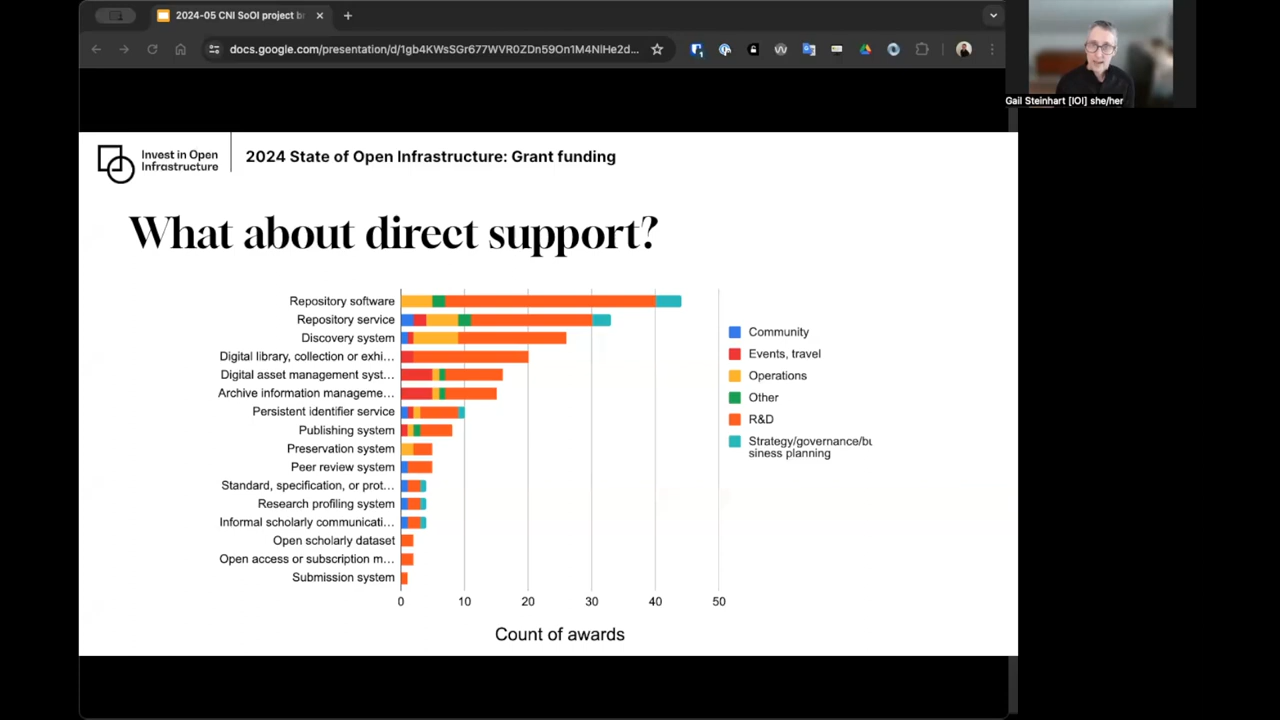 2024-05 CNI SoOI project br
docs.google.com/presentation/d/1gb4KWsSGr677WVR0ZDn59On1M4NIHe2d...
Gail Steinhart [IOI] she/her
Invest in Open
Infrastructure
2024 State of Open Infrastructure: Grant funding
What about direct support?
Repository software
Repository service
Discovery system
Digital library, collection or exhi...
Digital asset management syst...
Archive information manageme...
Persistent identifier service
Publishing system
Preservation system
Peer review system
Standard, specification, or prot...
Research profiling system
Informal scholarly communicati...
Open scholarly dataset
Open access or subscription m...
Submission system
0 10 20 30 40 50
Count of awards
Community
Events, travel
Operations
Other
R&D
Strategy/governance/bu
siness planning